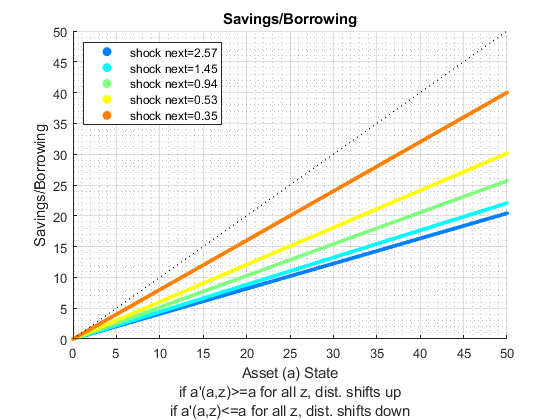 Savings/Borrowing
50
45
40
35
30
25
20
15
10
5
0
Savings/Borrowing
shock next=2.57
shock next=1.45
shock next=0.94
shock next=0.53
shock next=0.35
0 5 10 15 20 25 30 35 40 45 50
Asset (a) State
if a'(a,z)>=a for all z, dist. shifts up
if a'(a,z)<=a for all z, dist. shifts down